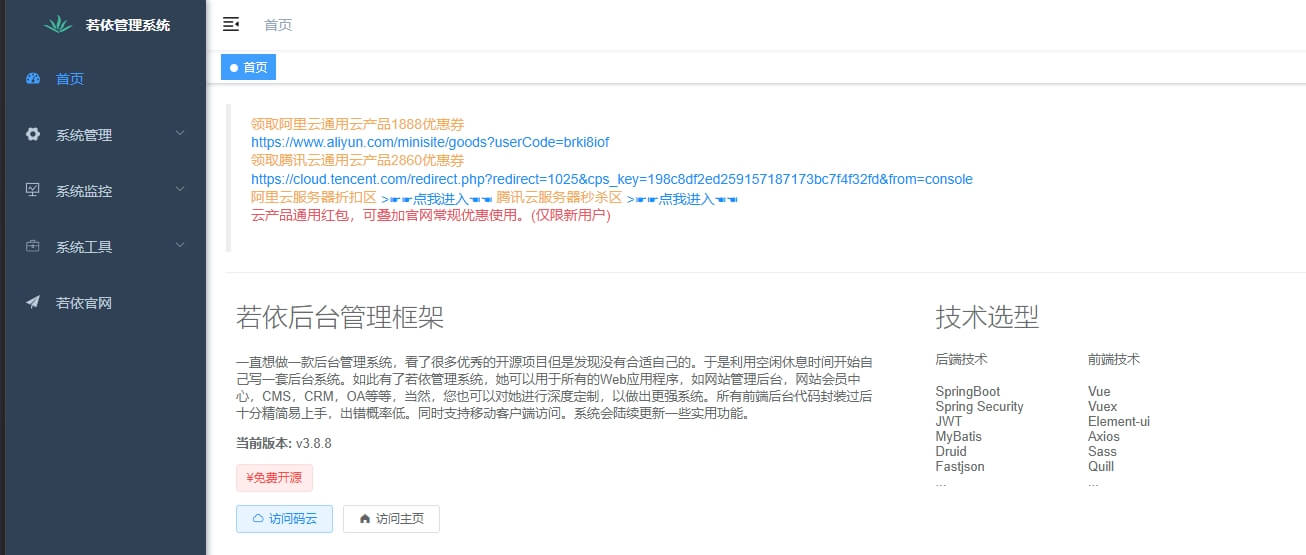 若依管理系统
首页
系统管理
系统监控
系统工具
若依官网
首页
首页
领取阿里云通用云产品1888优惠券
https://www.aliyun.com/minisite/goods?userCode=brki8iof
领取腾讯云通用云产品2860优惠券
https://cloud.tencent.com/redirect.php?redirect=1025&cps_key=198c8df2ed259157187173bc7f4f32fd&from=console
阿里云服务器折扣区 >☛☛点我进入☚☚ 腾讯云服务器秒杀区 >☛☛点我进入☚☚
云产品通用红包，可叠加官网常规优惠使用。(仅限新用户)
若依后台管理框架
一直想做一款后台管理系统，看了很多优秀的开源项目但是发现没有合适自己的。于是利用空闲休息时间开始自
己写一套后台系统。如此有了若依管理系统，她可以用于所有的Web应用程序，如网站管理后台，网站会员中
心，CMS，CRM，OA等等，当然，您也可以对她进行深度定制，以做出更强系统。所有前端后台代码封装过后
十分精简易上手，出错概率低。同时支持移动客户端访问。系统会陆续更新一些实用功能。
当前版本: v3.8.8
¥免费开源
访问码云
访问主页
技术选型
后端技术
SpringBoot
Spring Security
JWT
MyBatis
Druid
Fastjson
...
前端技术
Vue
Vuex
Element-ui
Axios
Sass
Quill
...